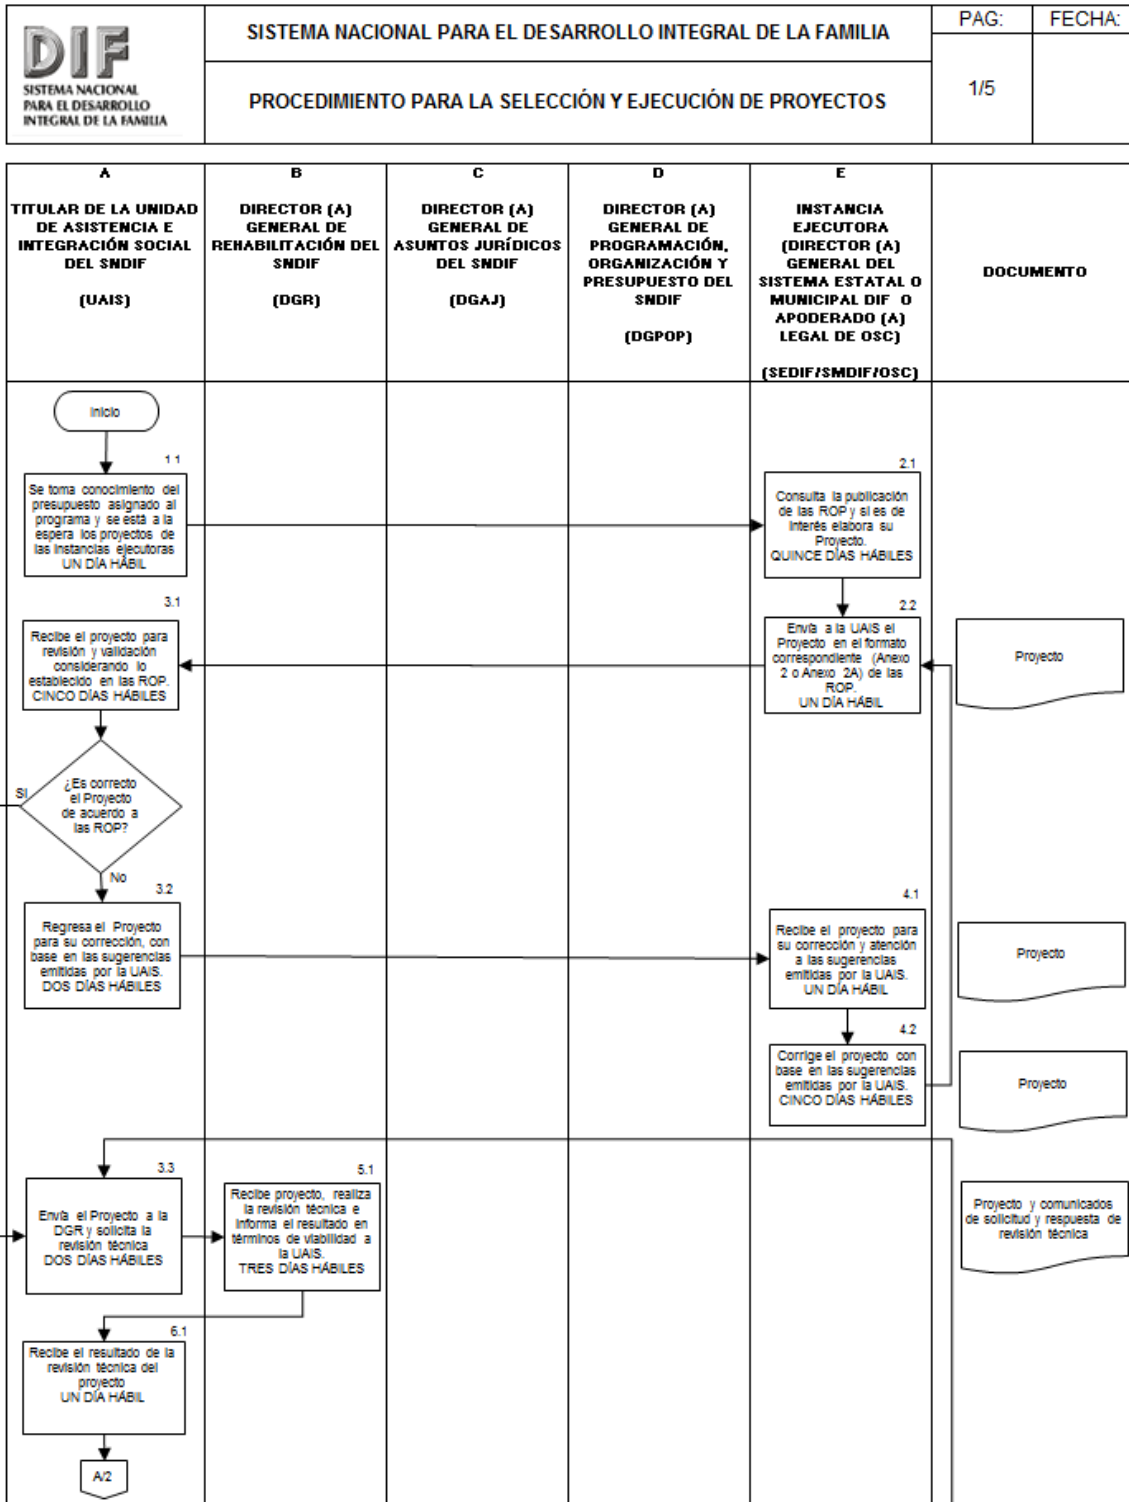 DIF
SISTEMA NACIONAL
PARA EL DESARROLLO
INTEGRAL DE LA FAMILIA
SISTEMA NACIONAL PARA EL DESARROLLO INTEGRAL DE LA FAMILIA
PROCEDIMIENTO PARA LA SELECCIÓN Y EJECUCIÓN DE PROYECTOS
PAG:
FECHA:
1/5
A
TITULAR DE LA UNIDAD
DE ASISTENCIA E
INTEGRACIÓN SOCIAL
DEL SNDIF
(UAIS)
B
DIRECTOR (A)
GENERAL DE
REHABILITACIÓN DEL
SNDIF
(DGR)
C
DIRECTOR (A)
GENERAL DE
ASUNTOS JURÍDICOS
DEL SNDIF
(DGAJ)
D
DIRECTOR (A)
GENERAL DE
PROGRAMACIÓN,
ORGANIZACIÓN Y
PRESUPUESTO DEL
SNDIF
(DGPOP)
E
INSTANCIA
EJECUTORA
(DIRECTOR (A)
GENERAL DEL
SISTEMA ESTATAL O
MUNICIPAL DIF O
APODERADO (A)
LEGAL DE OSC)
(SEDIF/SMDIF/OSC)
DOCUMENTO
Inicio
1 1
Se toma conocimiento del
presupuesto asignado al
programa y se está a la
espera los proyectos de
las instancias ejecutoras
UN DÍA HÁBIL
2.1
Consulta la publicación
de las ROP y si es de
interés elabora su
Proyecto.
QUINCE DÍAS HÁBILES
2.2
Envía a la UAIS el
Proyecto en el formato
correspondiente (Anexo
2 o Anexo 2A) de las
ROP.
UN DÍA HÁBIL
Proyecto
3.1
Recibe el proyecto para
revisión y validación
considerando lo
establecido en las ROP.
CINCO DÍAS HÁBILES
¿Es correcto
el Proyecto
de acuerdo a
las ROP?
SI
No
3.2
Regresa el Proyecto
para su corrección, con
base en las sugerencias
emitidas por la UAIS.
DOS DÍAS HÁBILES
4.1
Recibe el proyecto para
su corrección y atención
a las sugerencias
emitidas por la UAIS.
UN DÍA HÁBIL
Proyecto
4.2
Corrige el proyecto con
base en las sugerencias
emitidas por la UAIS.
CINCO DÍAS HÁBILES
Proyecto
3.3
Envía el Proyecto a la
DGR y solicita la
revisión técnica
DOS DÍAS HÁBILES
5.1
Recibe proyecto, realiza
la revisión técnica e
informa el resultado en
términos de viabilidad a
la UAIS.
TRES DÍAS HÁBILES
Proyecto y comunicados
de solicitud y respuesta de
revisión técnica
6.1
Recibe el resultado de la
revisión técnica del
proyecto
UN DÍA HÁBIL
A/2